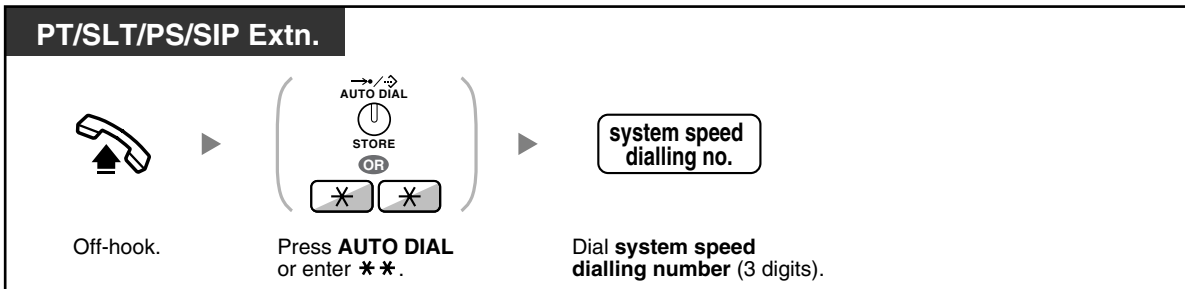 PT/SLT/PS/SIP Extn.
AUTO DIAL
STORE
OR
* *
system speed
dialling no.
Off-hook.
Press AUTO DIAL
or enter * *.
Dial system speed
dialling number (3 digits).